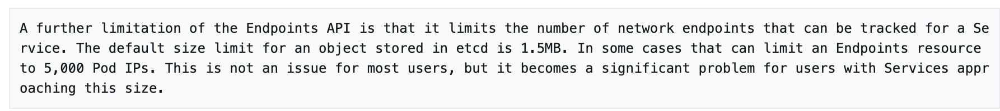 A further limitation of the Endpoints API is that it limits the number of network endpoints that can be tracked for a Se
rvice. The default size limit for an object stored in etcd is 1.5MB. In some cases that can limit an Endpoints resource
to 5,000 Pod IPs. This is not an issue for most users, but it becomes a significant problem for users with Services appr
oaching this size.